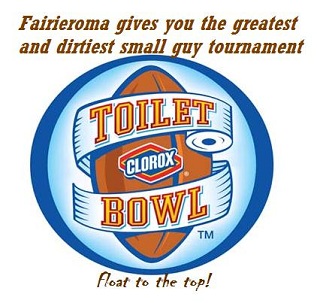 Fairieroma gives you the greatest
and dirtiest small guy tournament
TOILET
CLOROX®
BOWL
TM
Float to the top!